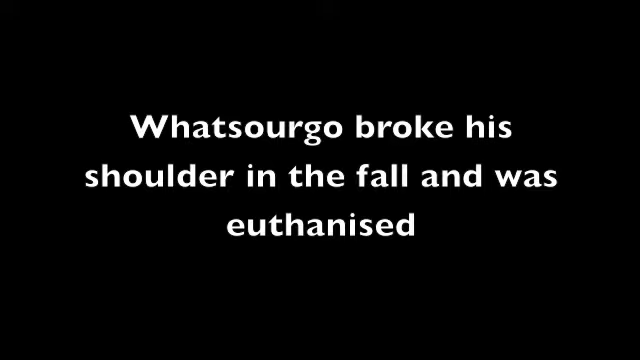 Whatsourgo broke his
shoulder in the fall and was
euthanised